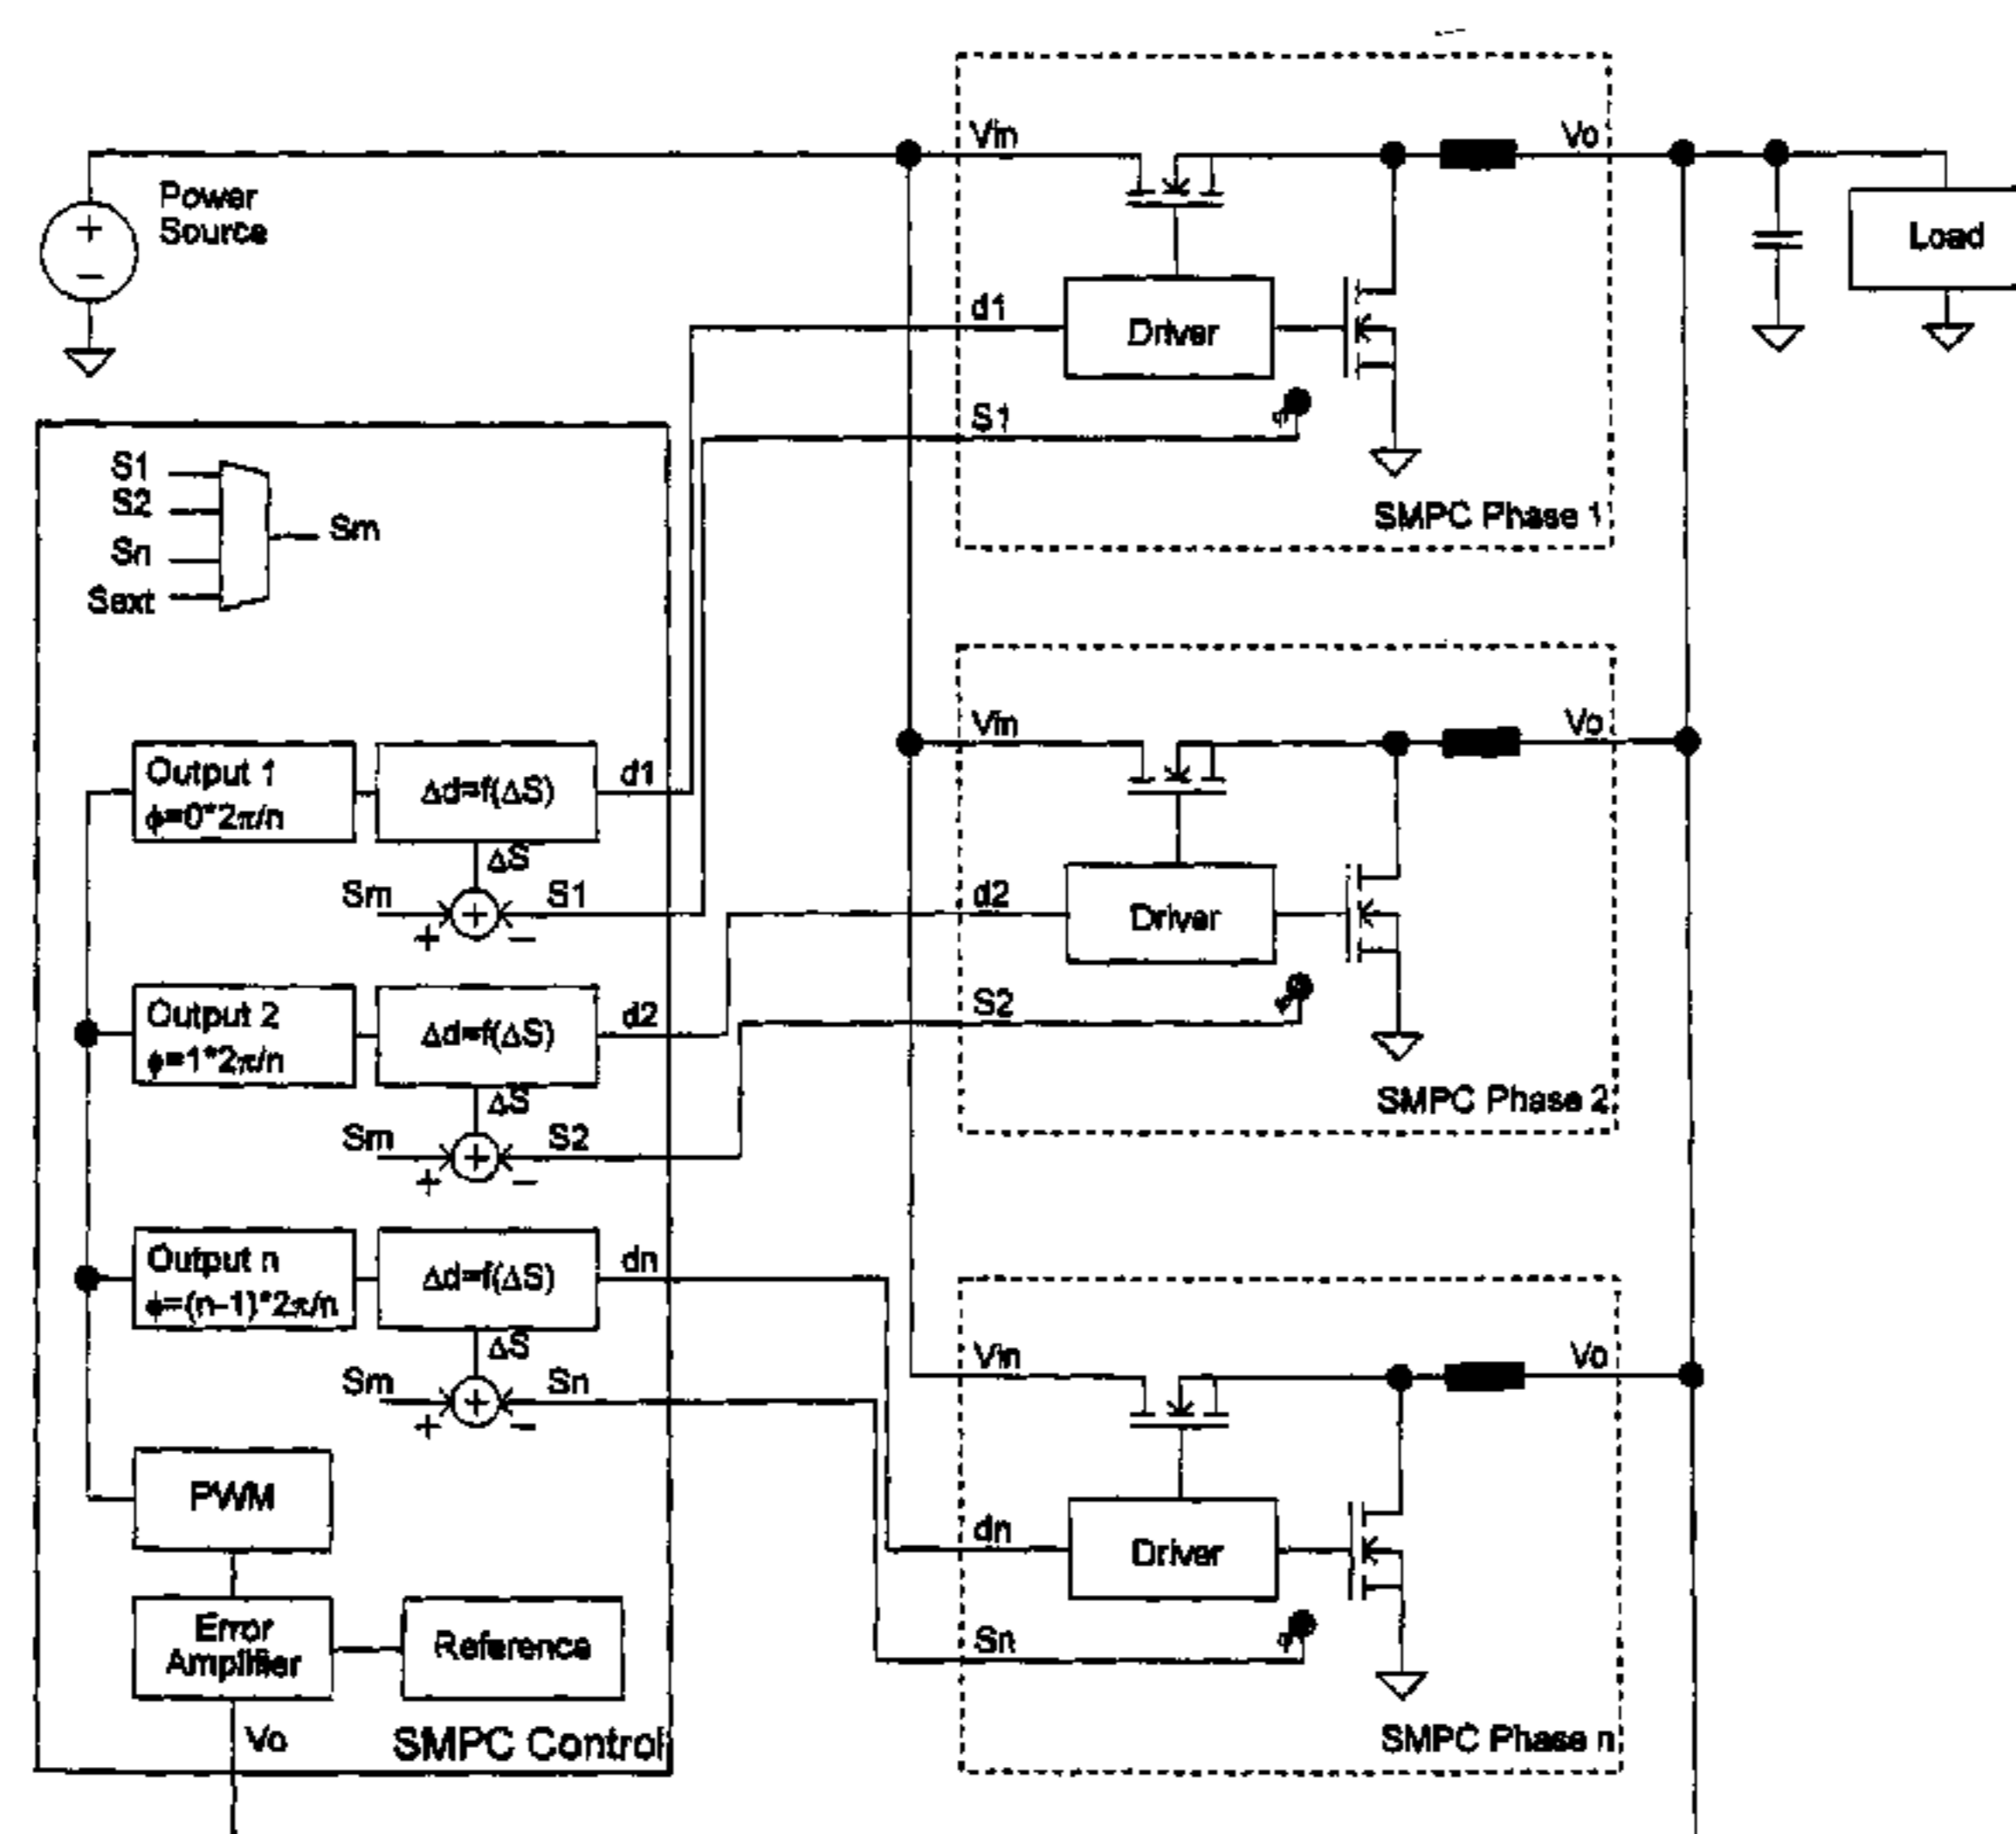 Power
Source
Vin
Vo
Load
d1
Driver
S1
SMPC Phase 1
S1
S2
Sn
Sext
Sm
Vin
Vo
Output 1
ϕ=0*2π/n
Δd=f(ΔS)
d1
ΔS
Sm
S1
+
−
d2
Driver
S2
SMPC Phase 2
Output 2
ϕ=1*2π/n
Δd=f(ΔS)
d2
ΔS
Sm
S2
+
−
Output n
ϕ=(n-1)*2π/n
Δd=f(ΔS)
dn
ΔS
Sm
Sn
+
−
Vin
Vo
dn
Driver
Sn
SMPC Phase n
PWM
Error
Amplifier
Reference
Vo
SMPC Control